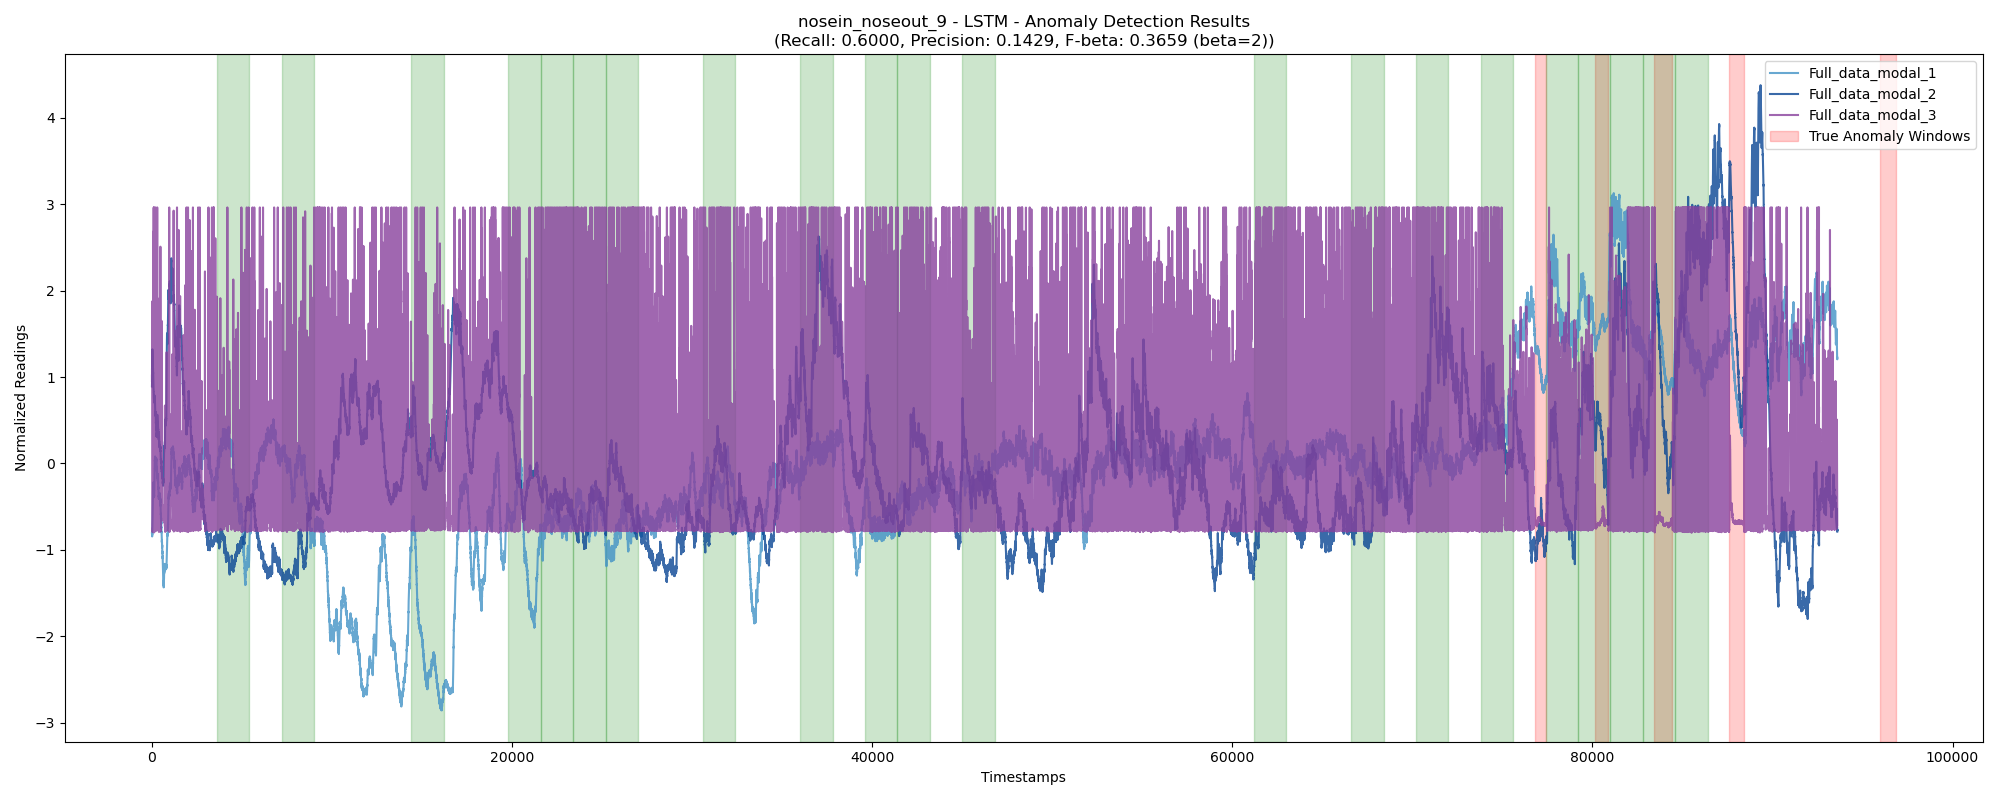 nosein_noseout_9 - LSTM - Anomaly Detection Results
(Recall: 0.6000, Precision: 0.1429, F-beta: 0.3659 (beta=2))
Full_data_modal_1
Full_data_modal_2
Full_data_modal_3
True Anomaly Windows
Normalized Readings
4
3
2
1
0
−1
−2
−3
0
20000
40000
60000
80000
100000
Timestamps